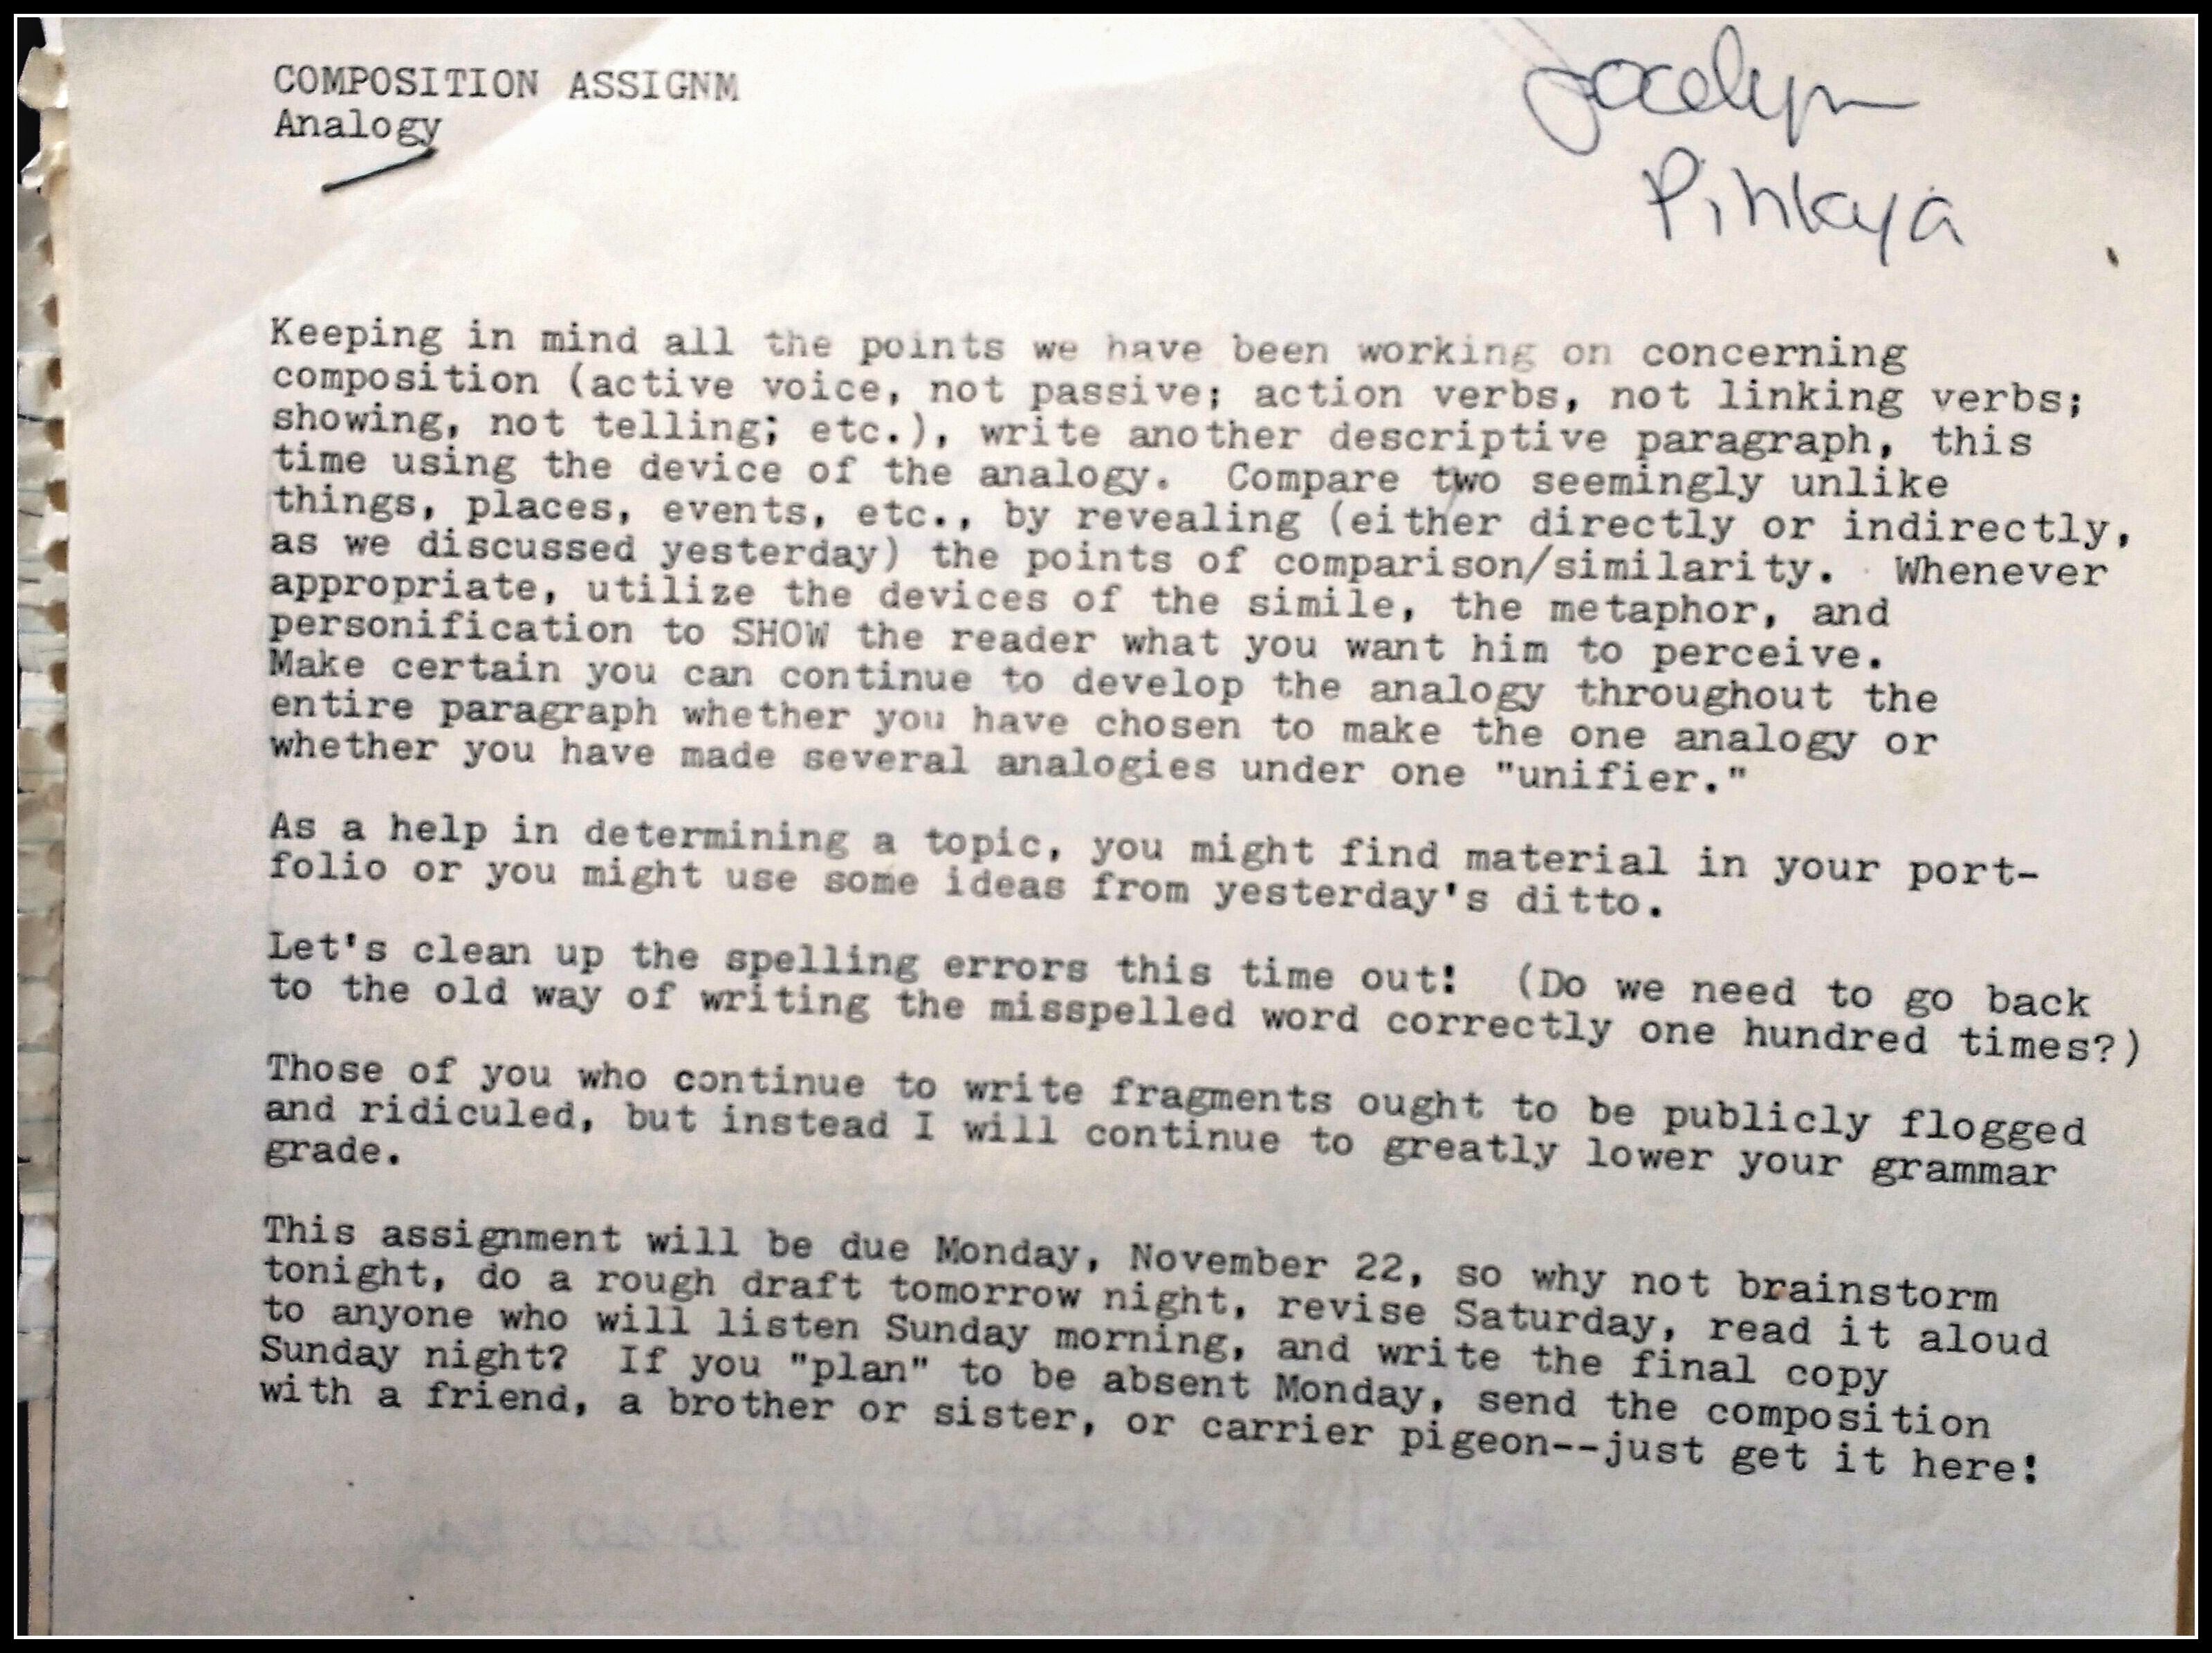 COMPOSITION ASSIGNM
Analogy
Jocelyn
Pihkya
Keeping in mind all the points we have been working on concerning
composition (active voice, not passive; action verbs, not linking verbs;
showing, not telling; etc.), write another descriptive paragraph, this
time using the device of the analogy. Compare two seemingly unlike
things, places, events, etc., by revealing (either directly or indirectly,
as we discussed yesterday) the points of comparison/similarity. Whenever
appropriate, utilize the devices of the simile, the metaphor, and
personification to SHOW the reader what you want him to perceive.
Make certain you can continue to develop the analogy throughout the
entire paragraph whether you have chosen to make the one analogy or
whether you have made several analogies under one "unifier."
As a help in determining a topic, you might find material in your port-
folio or you might use some ideas from yesterday's ditto.
Let's clean up the spelling errors this time out! (Do we need to go back
to the old way of writing the misspelled word correctly one hundred times?)
Those of you who continue to write fragments ought to be publicly flogged
and ridiculed, but instead I will continue to greatly lower your grammar
grade.
This assignment will be due Monday, November 22, so why not brainstorm
tonight, do a rough draft tomorrow night, revise Saturday, read it aloud
to anyone who will listen Sunday morning, and write the final copy
Sunday night? If you "plan" to be absent Monday, send the composition
with a friend, a brother or sister, or carrier pigeon--just get it here!